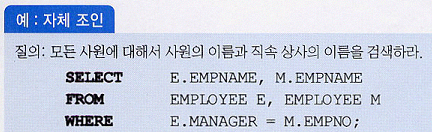 예 : 자체 조인
질의: 모든 사원에 대해서 사원의 이름과 직속 상사의 이름을 검색하라.
SELECT E.EMPNAME, M.EMPNAME
FROM EMPLOYEE E, EMPLOYEE M
WHERE E.MANAGER = M.EMPNO;